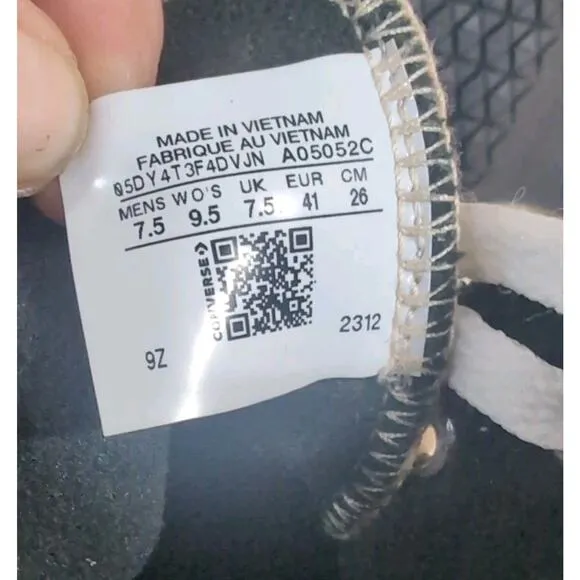 MADE IN VIETNAM
FABRIQUE AU VIETNAM
05DY4T3F4DVJN A05052C
MENS WO'S UK EUR CM
7.5 9.5 7.5 41 26
CONVERSE
9Z 2312